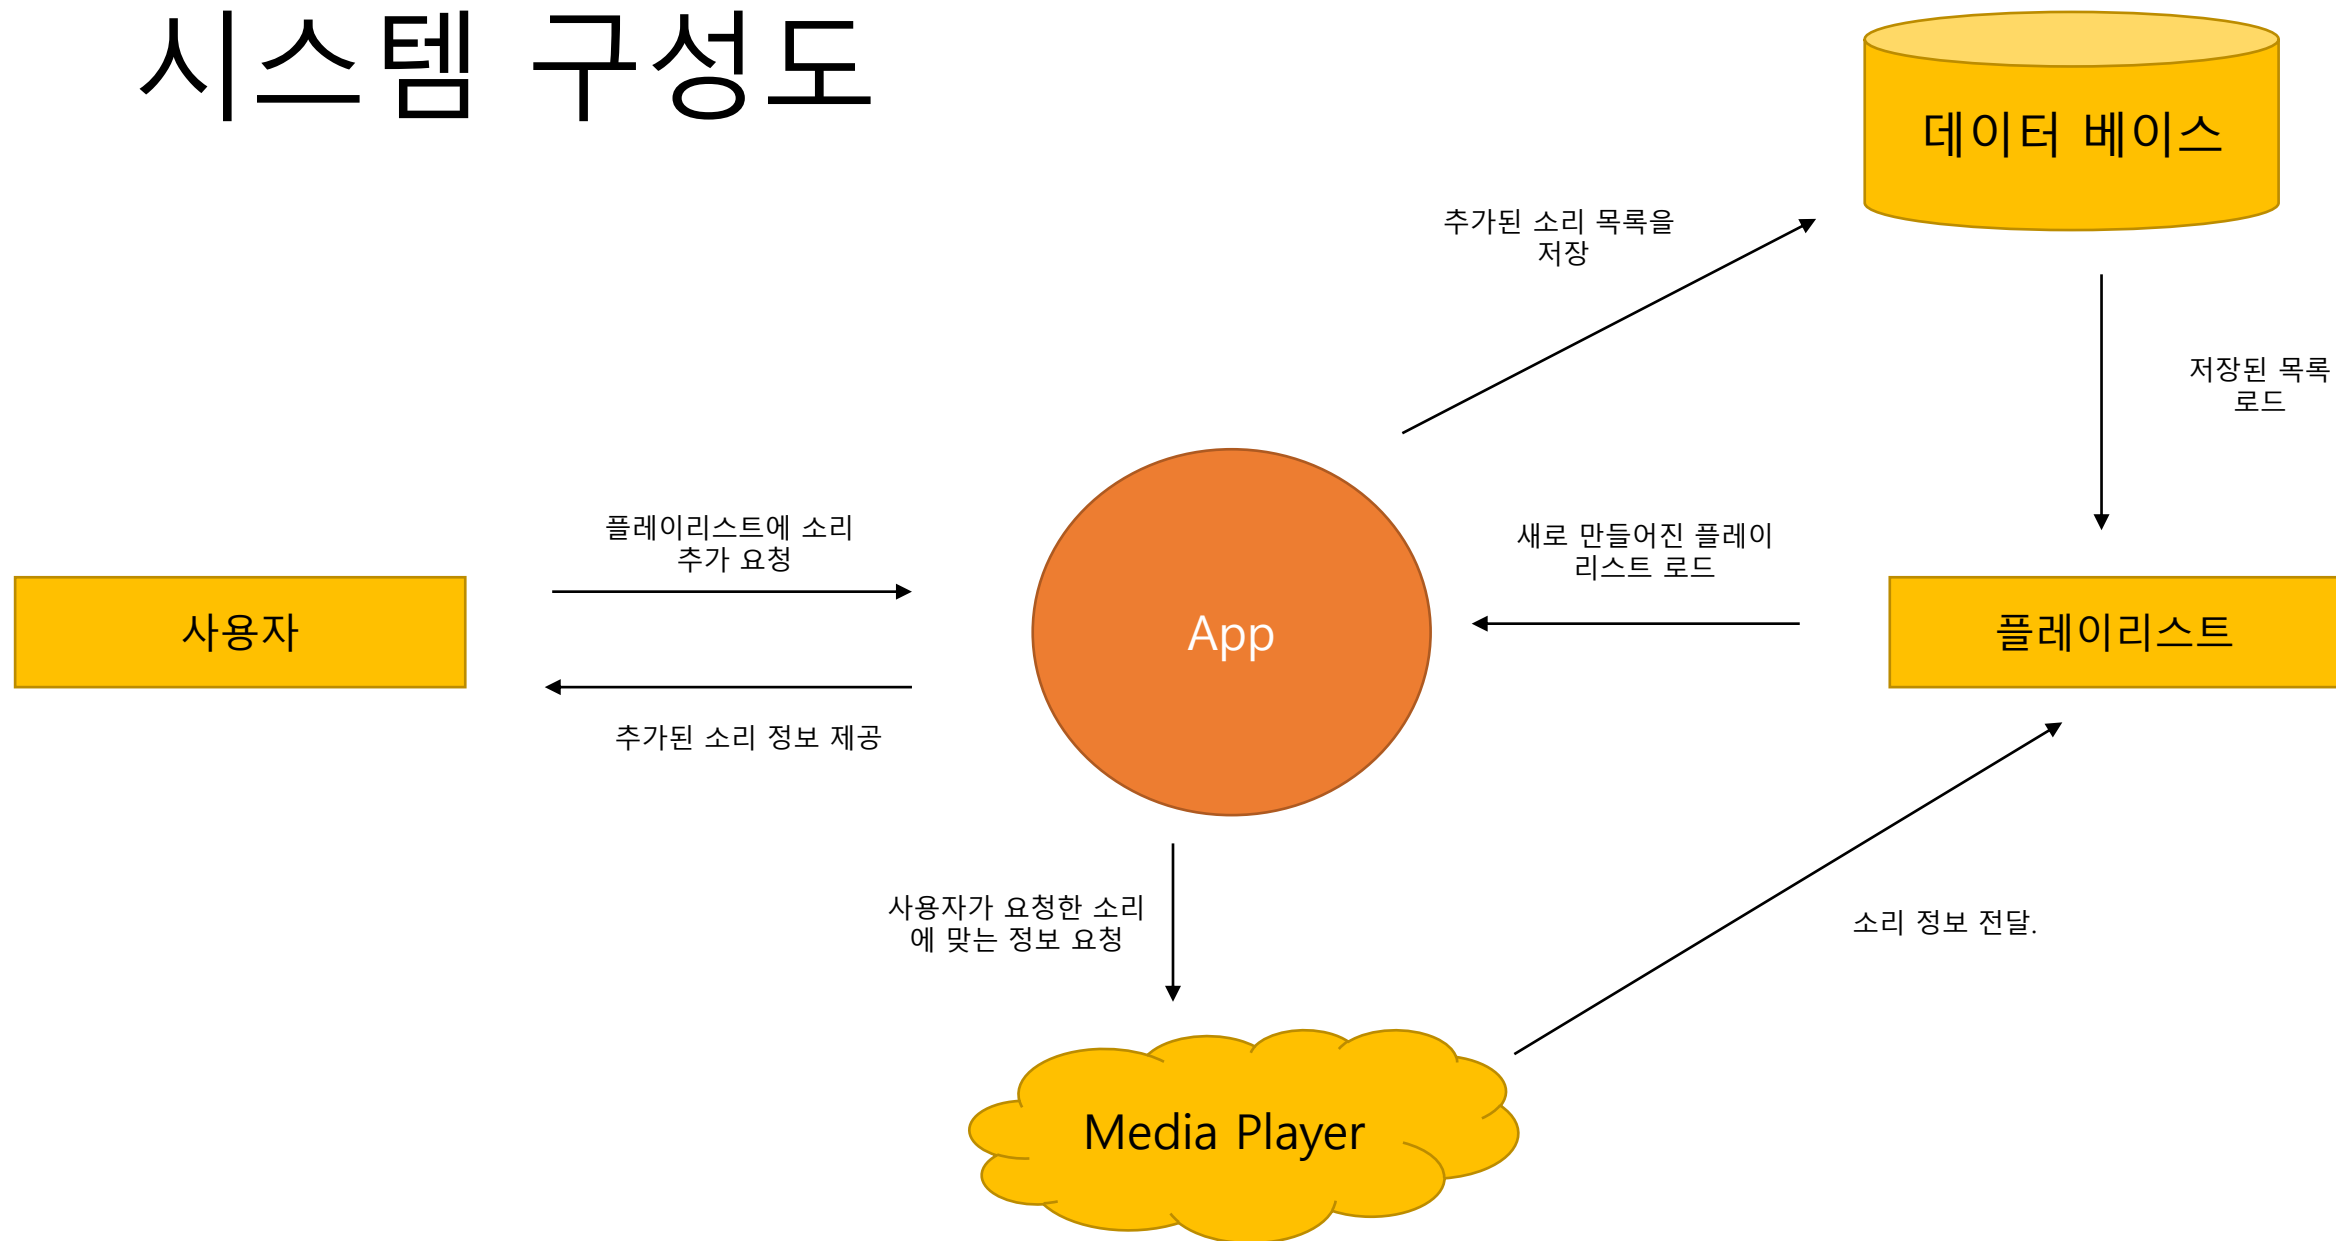 시스템 구성도
데이터 베이스
추가된 소리 목록을
저장
저장된 목록
로드
플레이리스트에 소리
추가 요청
새로 만들어진 플레이
리스트 로드
사용자
App
플레이리스트
추가된 소리 정보 제공
사용자가 요청한 소리
에 맞는 정보 요청
소리 정보 전달.
Media Player